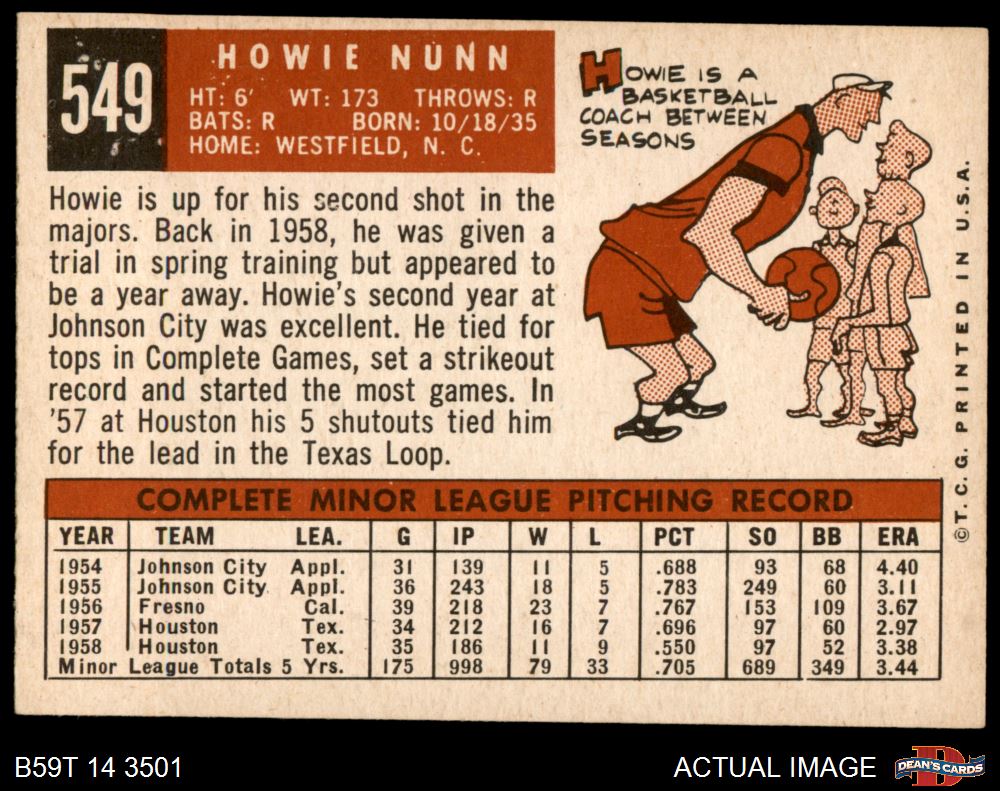 549
HOWIE NUNN
HT: 6' WT: 173 THROWS: R
BATS: R BORN: 10/18/35
HOME: WESTFIELD, N. C.
HOWIE IS A
BASKETBALL
COACH BETWEEN
SEASONS
Howie is up for his second shot in the
majors. Back in 1958, he was given a
trial in spring training but appeared to
be a year away. Howie's second year at
Johnson City was excellent. He tied for
tops in Complete Games, set a strikeout
record and started the most games. In
'57 at Houston his 5 shutouts tied him
for the lead in the Texas Loop.
COMPLETE MINOR LEAGUE PITCHING RECORD
YEAR TEAM LEA. G IP W L PCT SO BB ERA
1954 Johnson City Appl. 31 139 11 5 .688 93 68 4.40
1955 Johnson City Appl. 36 243 18 5 .783 249 60 3.11
1956 Fresno Cal. 39 218 23 7 .767 153 109 3.67
1957 Houston Tex. 34 212 16 7 .696 97 60 2.97
1958 Houston Tex. 35 186 11 9 .550 97 52 3.38
Minor League Totals 5 Yrs. 175 998 79 33 .705 689 349 3.44
©T. C. G. PRINTED IN U.S.A.
B59T 14 3501
ACTUAL IMAGE
DEAN'S CARDS